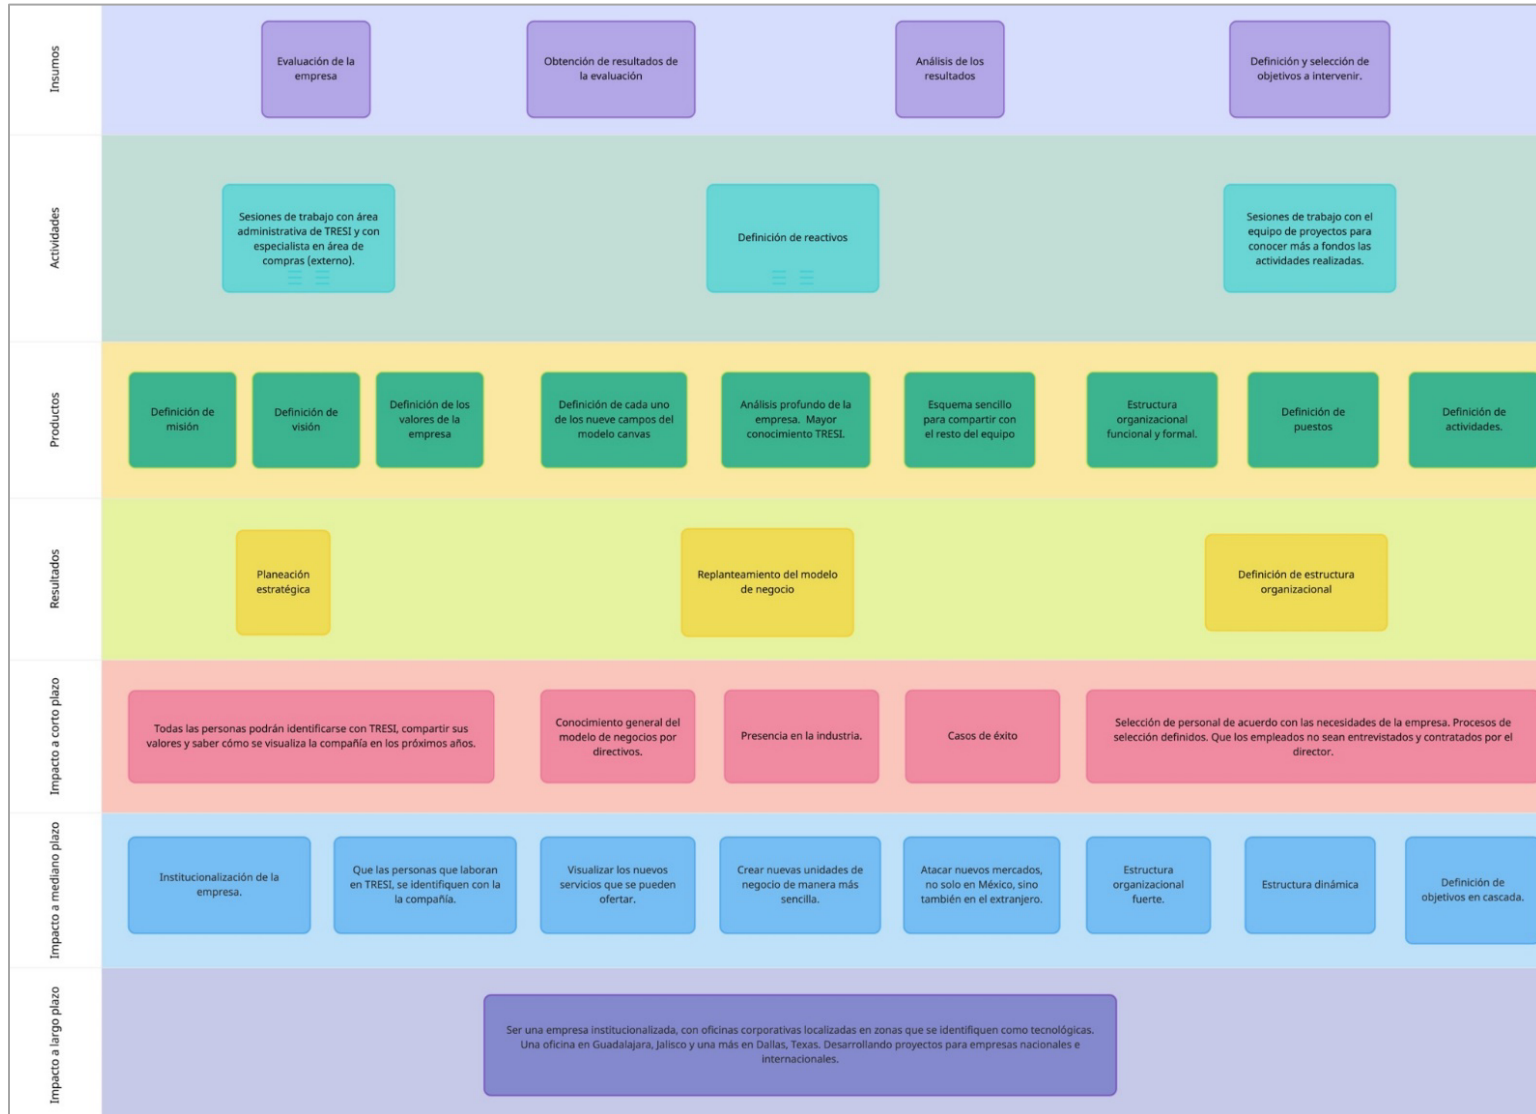 Insumos
Evaluación de la
empresa
Obtención de resultados de
la evaluación
Análisis de los
resultados
Definición y selección de
objetivos a intervenir.
Actividades
Sesiones de trabajo con área
administrativa de TRESI y con
especialista en área de
compras (externo).
Definición de reactivos
Sesiones de trabajo con el
equipo de proyectos para
conocer más a fondos las
actividades realizadas.
Productos
Definición de
misión
Definición de
visión
Definición de los
valores de la
empresa
Definición de cada uno
de los nueve campos del
modelo canvas
Análisis profundo de la
empresa. Mayor
conocimiento TRESI.
Esquema sencillo
para compartir con
el resto del equipo
Estructura
organizacional
funcional y formal.
Definición de
puestos
Definición de
actividades.
Resultados
Planeación
estratégica
Replanteamiento del modelo
de negocio
Definición de estructura
organizacional
Impacto a corto plazo
Todas las personas podrán identificarse con TRESI, compartir sus
valores y saber cómo se visualiza la compañía en los próximos años.
Conocimiento general del
modelo de negocios por
directivos.
Presencia en la industria.
Casos de éxito
Selección de personal de acuerdo con las necesidades de la empresa. Procesos de
selección definidos. Que los empleados no sean entrevistados y contratados por el
director.
Impacto a mediano plazo
Institucionalización de la
empresa.
Que las personas que laboran
en TRESI, se identifiquen con la
la compañía.
Visualizar los nuevos
servicios que se pueden
ofertar.
Crear nuevas unidades de
negocio de manera más
sencilla.
Atacar nuevos mercados,
no solo en México, sino
también en el extranjero.
Estructura
organizacional
fuerte.
Estructura dinámica
Definición de
objetivos en cascada.
Impacto a largo plazo
Ser una empresa institucionalizada, con oficinas corporativas localizadas en zonas que se identifiquen como tecnológicas.
Una oficina en Guadalajara, Jalisco y una más en Dallas, Texas. Desarrollando proyectos para empresas nacionales e
internacionales.